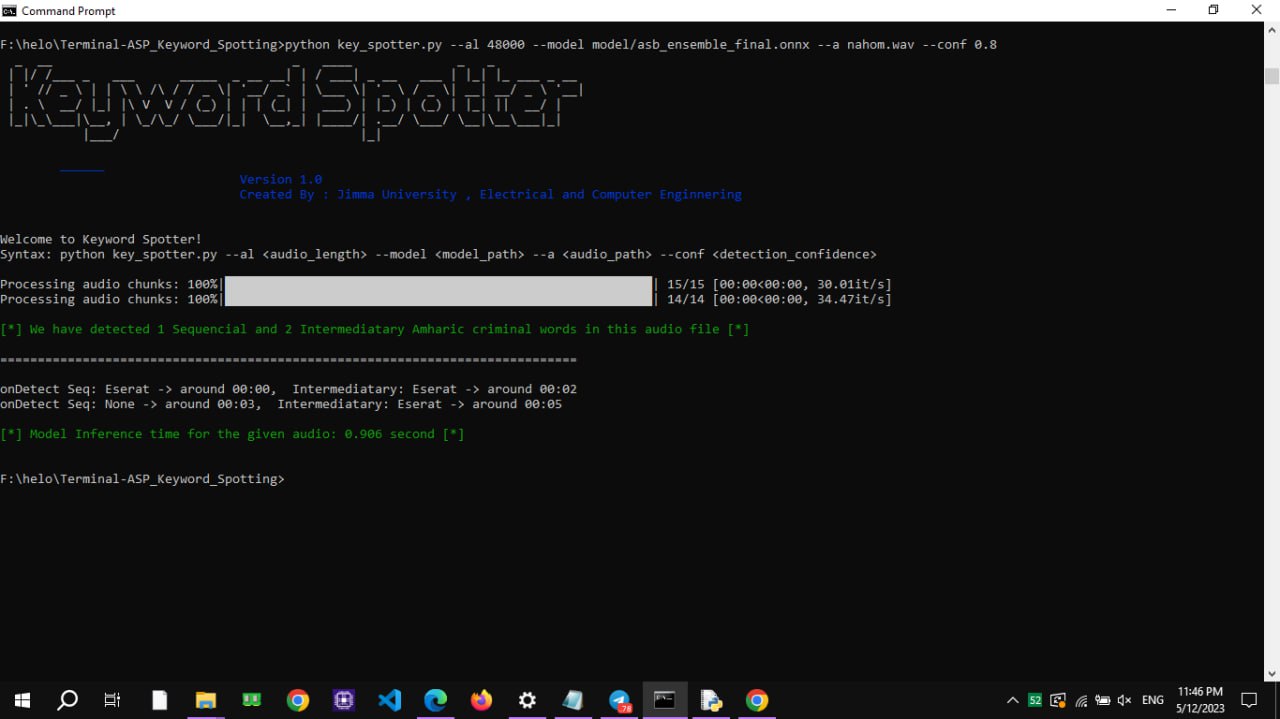 Command Prompt
F:\helo\Terminal-ASP_Keyword_Spotting>python key_spotter.py --al 48000 --model model/asb_ensemble_final.onnx --a nahom.wav --conf 0.8
Keyword Spotter
Version 1.0
Created By : Jimma University , Electrical and Computer Enginnering
Welcome to Keyword Spotter!
Syntax: python key_spotter.py --al <audio_length> --model <model_path> --a <audio_path> --conf <detection_confidence>
Processing audio chunks: 100%| | 15/15 [00:00<00:00, 30.01it/s]
Processing audio chunks: 100%| | 14/14 [00:00<00:00, 34.47it/s]
[*] We have detected 1 Sequencial and 2 Intermediatary Amharic criminal words in this audio file [*]
=============================================================================
onDetect Seq: Eserat -> around 00:00,  Intermediatary: Eserat -> around 00:02
onDetect Seq: None -> around 00:03,  Intermediatary: Eserat -> around 00:05
[*] Model Inference time for the given audio: 0.906 second [*]
F:\helo\Terminal-ASP_Keyword_Spotting>
78
52
ENG
11:46 PM
5/12/2023